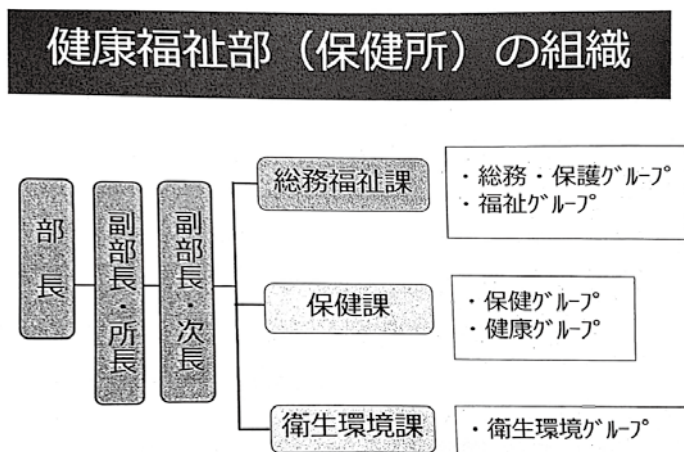 健康福祉部（保健所）の組織
部長
副部長・所長
副部長・次長
総務福祉課
・総務・保護ｸﾞﾙｰﾌﾟ
・福祉ｸﾞﾙｰﾌﾟ
保健課
・保健ｸﾞﾙｰﾌﾟ
・健康ｸﾞﾙｰﾌﾟ
衛生環境課
・衛生環境ｸﾞﾙｰﾌﾟ